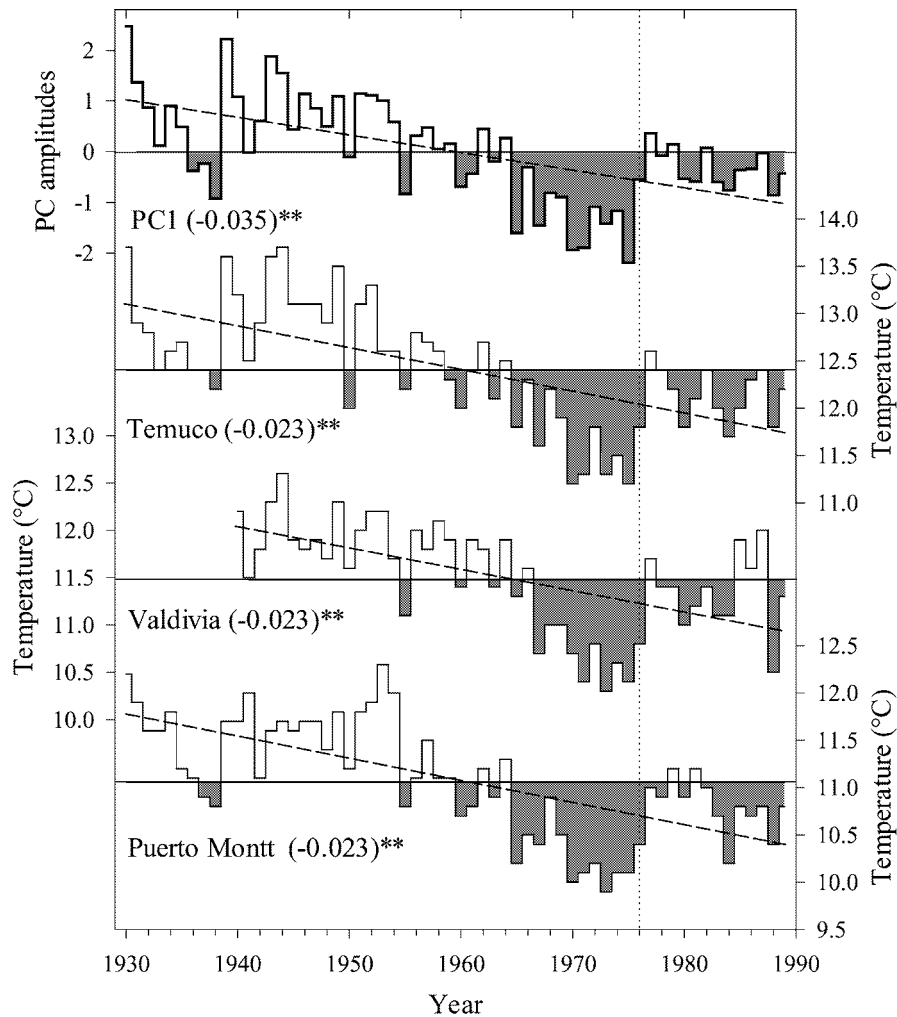 PC amplitudes
2
1
0
-1
-2
PC1 (-0.035)**
14.0
13.5
13.0
12.5
12.0
11.5
11.0
Temperature (°C)
Temuco (-0.023)**
13.0
12.5
12.0
11.5
11.0
10.5
10.0
Temperature (°C)
Valdivia (-0.023)**
12.5
12.0
11.5
11.0
10.5
10.0
9.5
Temperature (°C)
Puerto Montt (-0.023)**
1930 1940 1950 1960 1970 1980 1990
Year